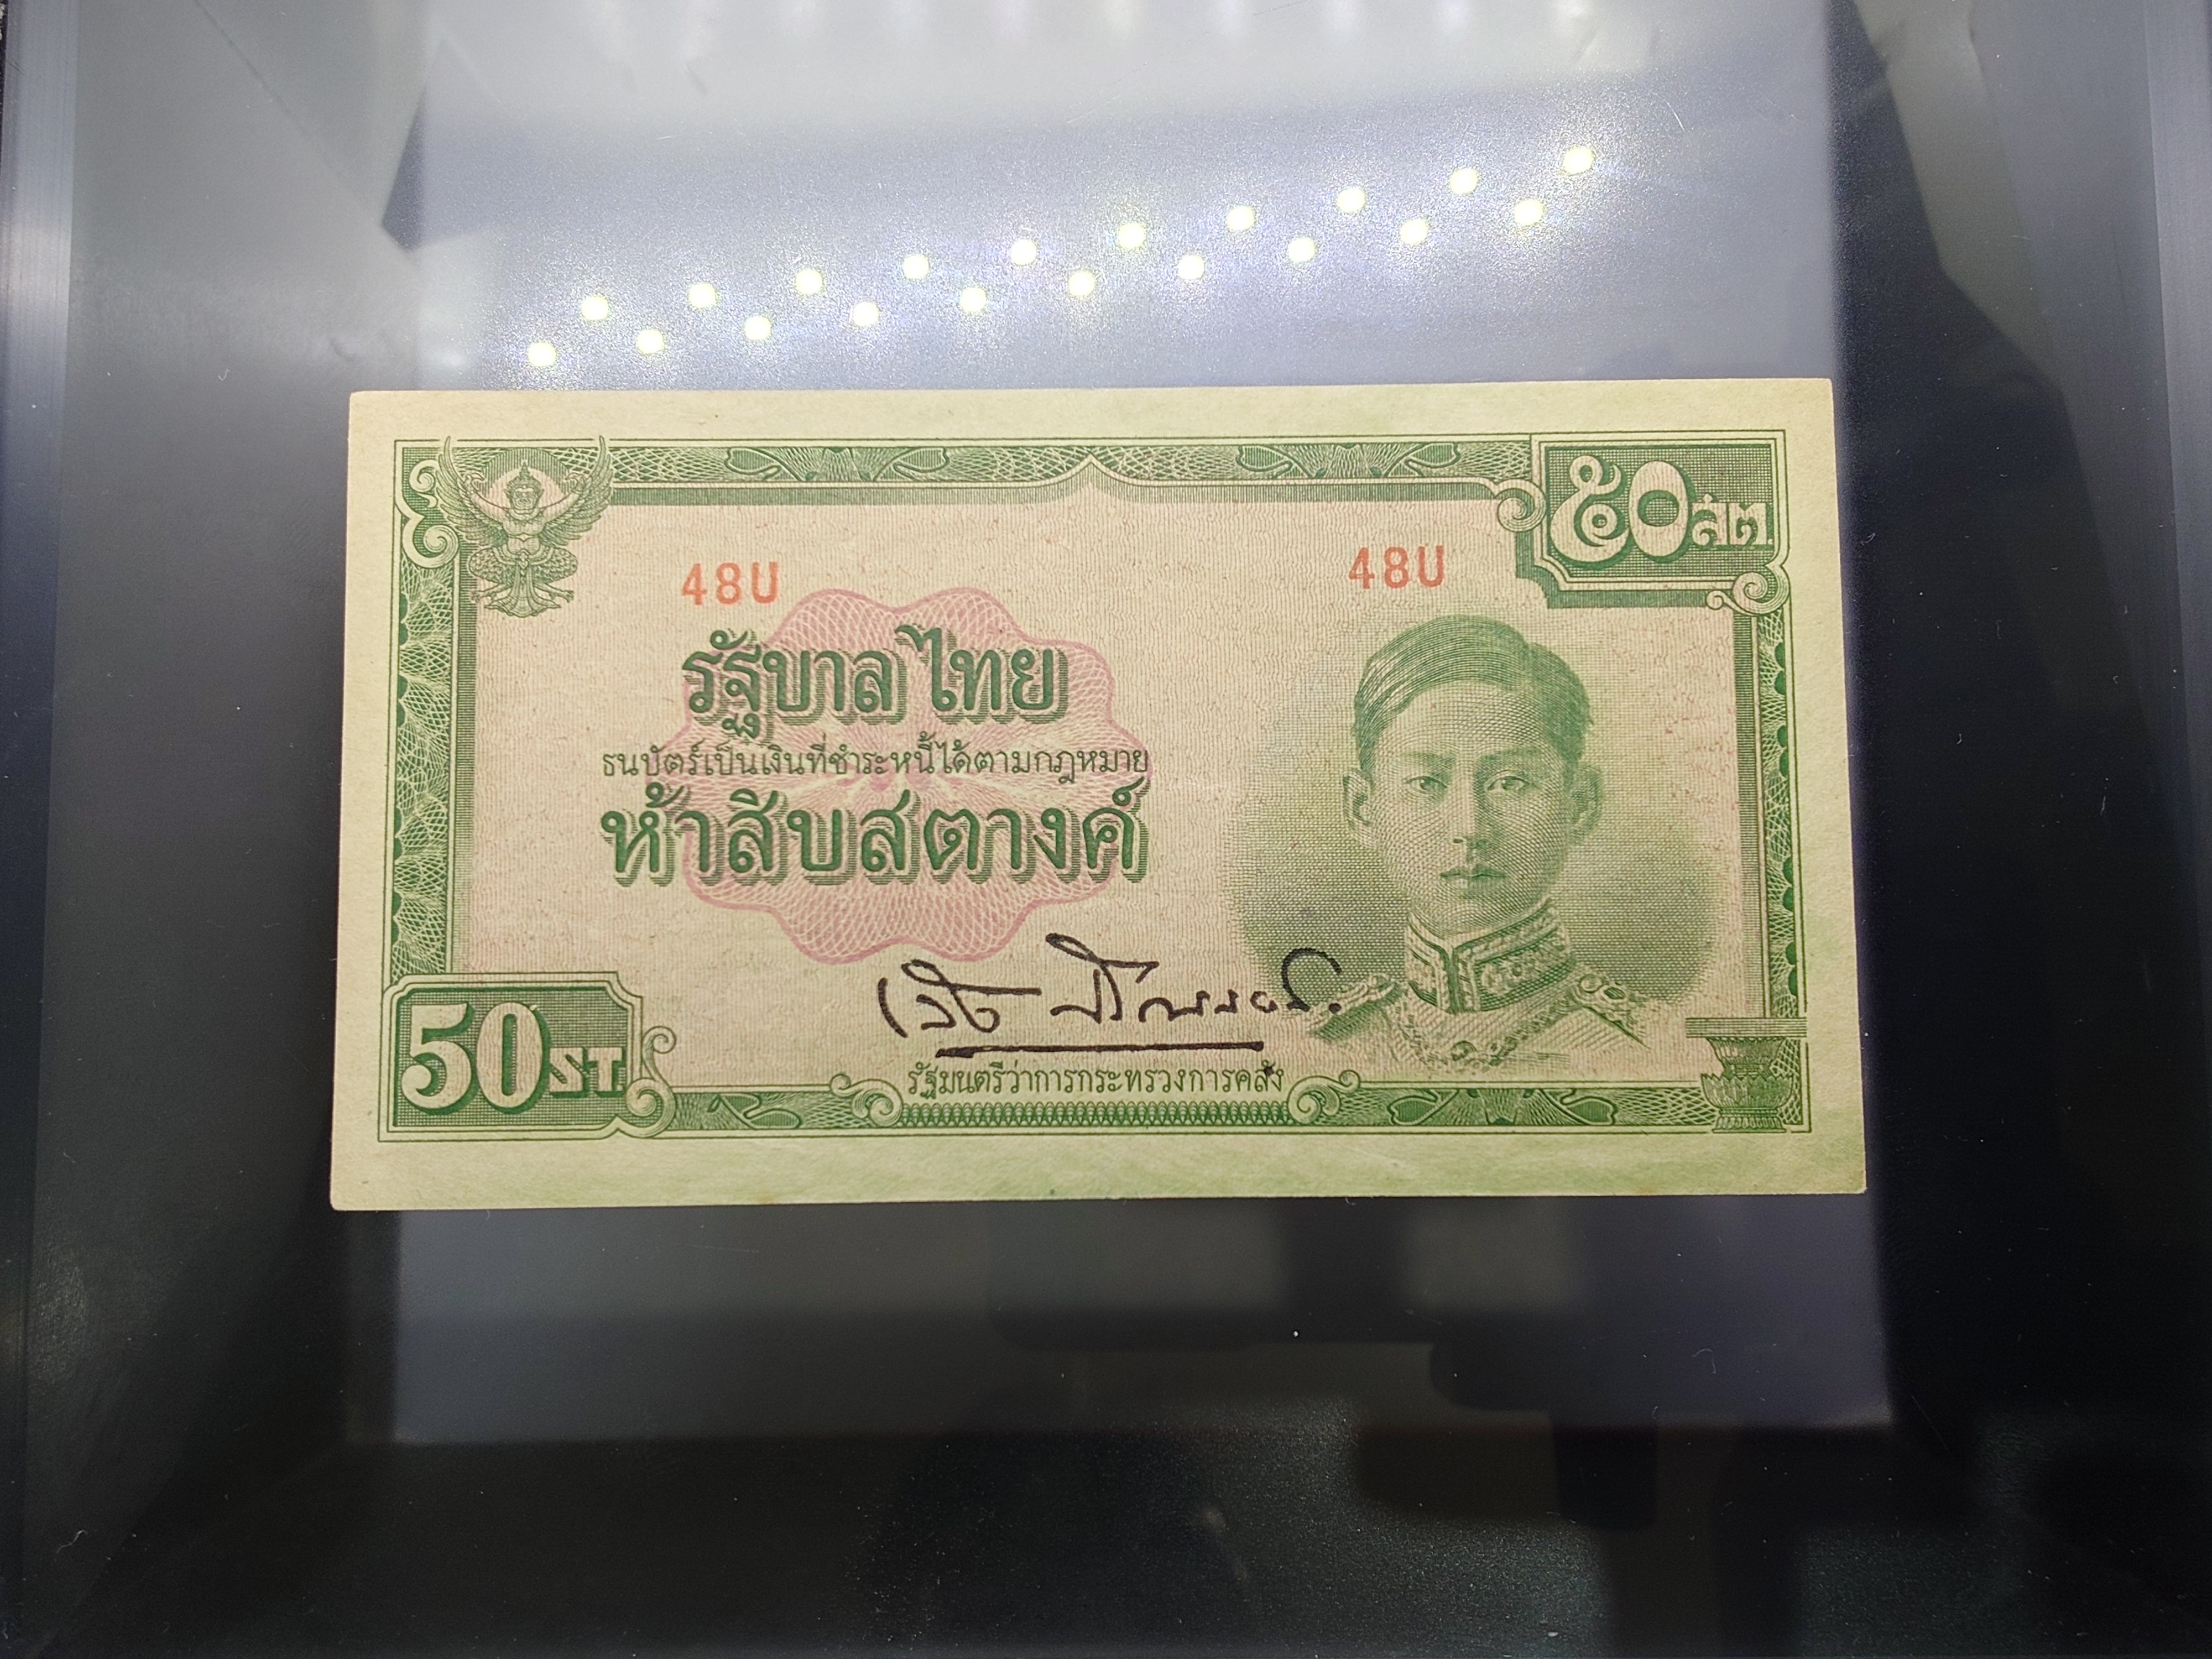 ๕๐ ส๋ต.
48U 48U
รัฐบาลไทย
ธนบัตร์เป็นเงินที่ชำระหนี้ได้ตามกฎหมาย
ห้าสิบสตางค์
50 ST.
รัฐมนตรีว่าการกระทรวงการคลัง